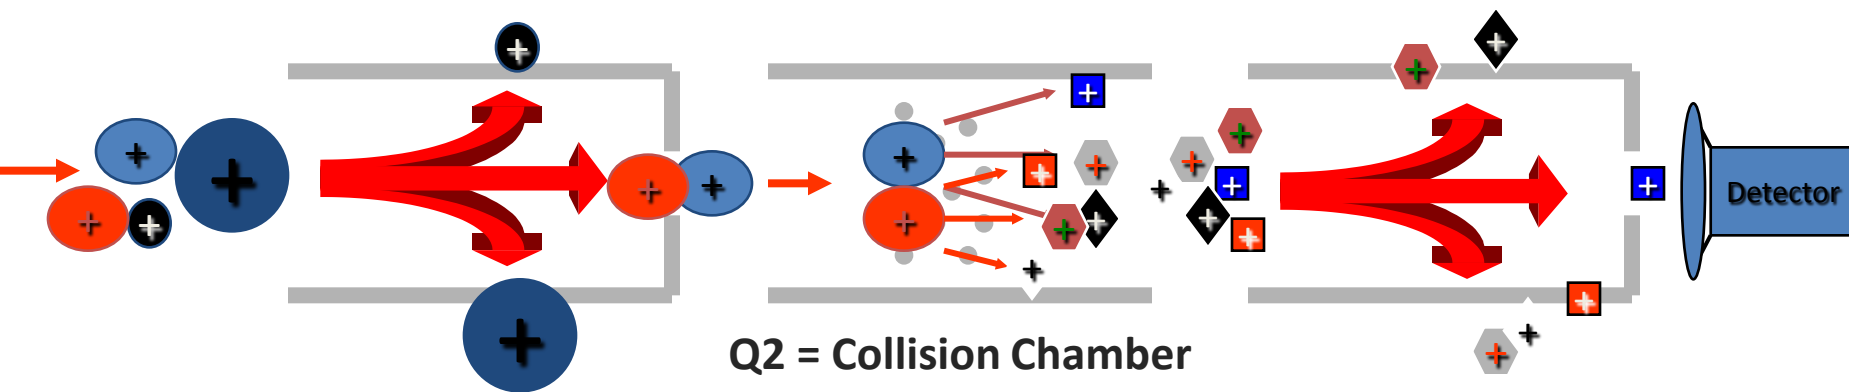 Detector
Q2 = Collision Chamber